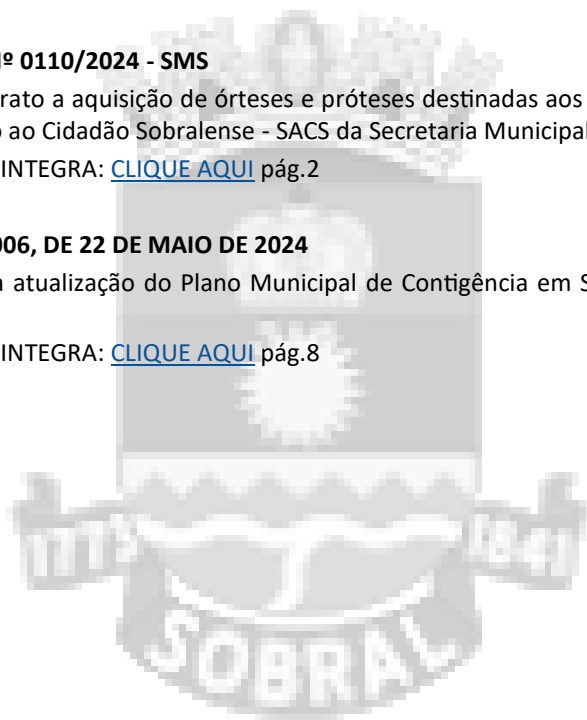 º 0110/2024 - SMS
rato a aquisição de órteses e próteses destinadas aos
o ao Cidadão Sobralense - SACS da Secretaria Municipal
INTEGRA: CLIQUE AQUI pág.2
006, DE 22 DE MAIO DE 2024
a atualização do Plano Municipal de Contigência em S
INTEGRA: CLIQUE AQUI pág.8
1773 1841
SOBRAL